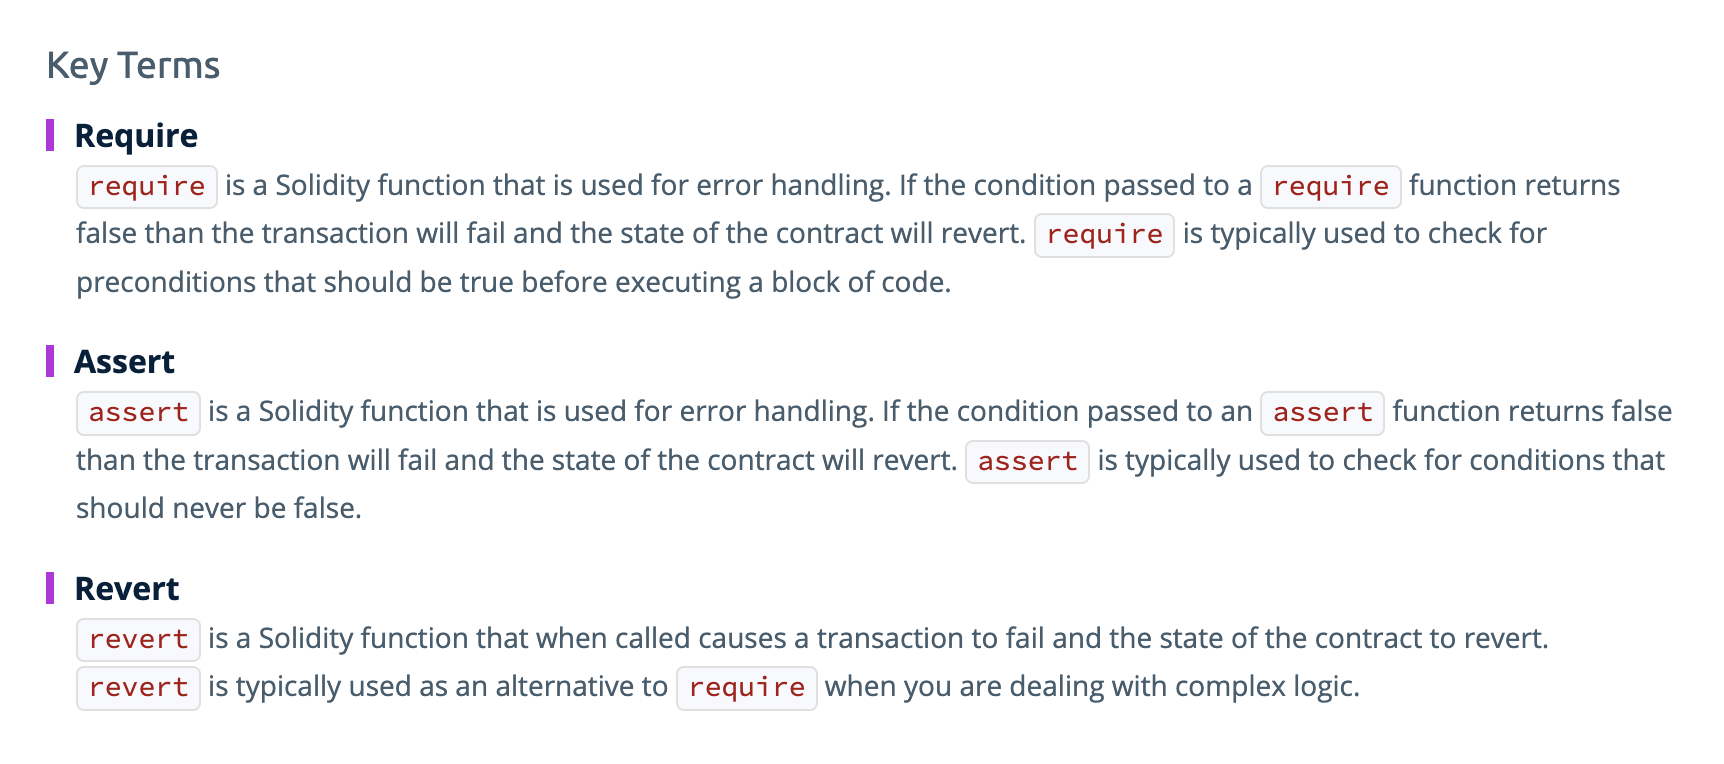 Key Terms
Require
require is a Solidity function that is used for error handling. If the condition passed to a require function returns
false than the transaction will fail and the state of the contract will revert. require is typically used to check for
preconditions that should be true before executing a block of code.
Assert
assert is a Solidity function that is used for error handling. If the condition passed to an assert function returns false
than the transaction will fail and the state of the contract will revert. assert is typically used to check for conditions that
should never be false.
Revert
revert is a Solidity function that when called causes a transaction to fail and the state of the contract to revert.
revert is typically used as an alternative to require when you are dealing with complex logic.